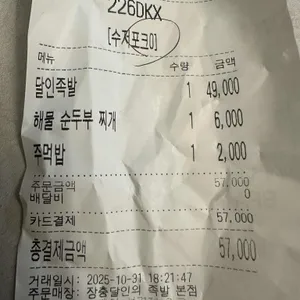 226DKX
[수저포크O]
메뉴 수량 금액
달인족발 1 49,000
해물 순두부 찌개 1 6,000
주먹밥 1 2,000
주문금액 57,000
배달비 0
카드결제 57,000
총결제금액 57,000
거래일시: 2025-10-31 18:21:47
주문매장: 장충달인의 족발 본점